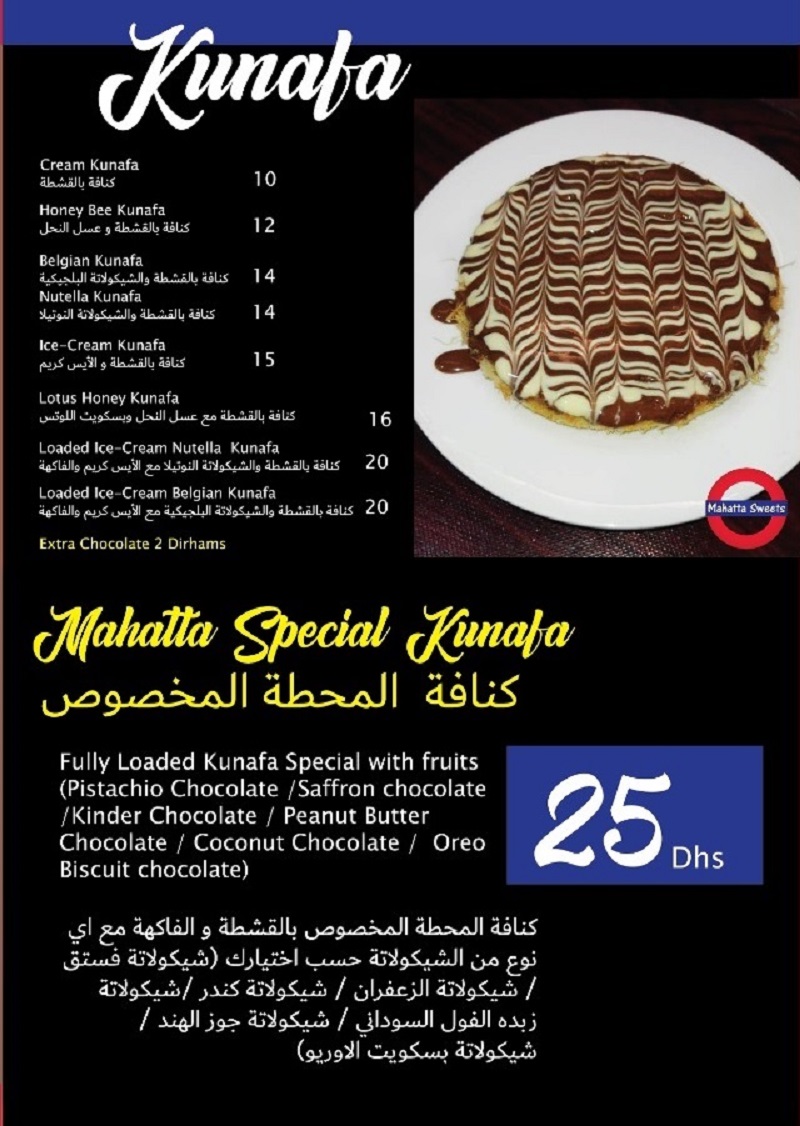 Kunafa
Cream Kunafa
كنافة بالقشطة 10
Honey Bee Kunafa
كنافة بالقشطة و عسل النحل 12
Belgian Kunafa
كنافة بالقشطة والشيكولاتة البلجيكية 14
Nutella Kunafa
كنافة بالقشطة والشيكولاتة النوتيلا 14
Ice-Cream Kunafa
كنافة بالقشطة و الأيس كريم 15
Lotus Honey Kunafa
كنافة بالقشطة مع عسل النحل وبسكويت اللوتس 16
Loaded Ice-Cream Nutella Kunafa
كنافة بالقشطة والشيكولاتة النوتيلا مع الأيس كريم والفاكهة 20
Loaded Ice-Cream Belgian Kunafa
كنافة بالقشطة والشيكولاتة البلجيكية مع الأيس كريم والفاكهة 20
Extra Chocolate 2 Dirhams
Mahatta Sweets
Mahatta Special Kunafa
كنافة المحطة المخصوص
Fully Loaded Kunafa Special with fruits
(Pistachio Chocolate /Saffron chocolate
/Kinder Chocolate / Peanut Butter
Chocolate / Coconut Chocolate / Oreo
Biscuit chocolate)
25 Dhs
كنافة المحطة المخصوص بالقشطة و الفاكهة مع اي
نوع من الشيكولاتة حسب اختيارك (شيكولاتة فستق
/ شيكولاتة الزعفران / شيكولاتة كندر /شيكولاتة
زبده الفول السوداني / شيكولاتة جوز الهند /
شيكولاتة بسكويت الاوريو)